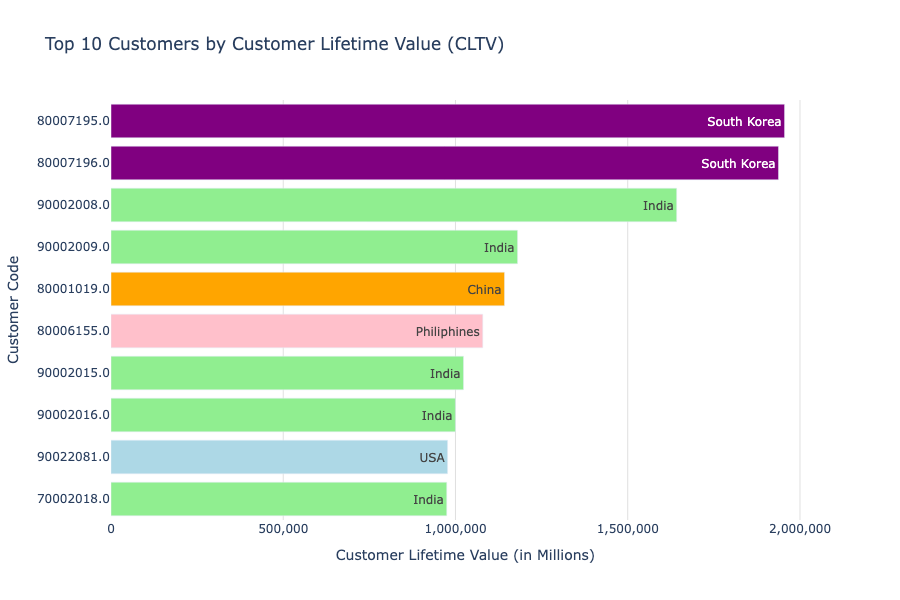 Top 10 Customers by Customer Lifetime Value (CLTV)
Customer Code
80007195.0 South Korea
80007196.0 South Korea
90002008.0 India
90002009.0 India
80001019.0 China
80006155.0 Philiphines
90002015.0 India
90002016.0 India
90022081.0 USA
70002018.0 India
0 500,000 1,000,000 1,500,000 2,000,000
Customer Lifetime Value (in Millions)